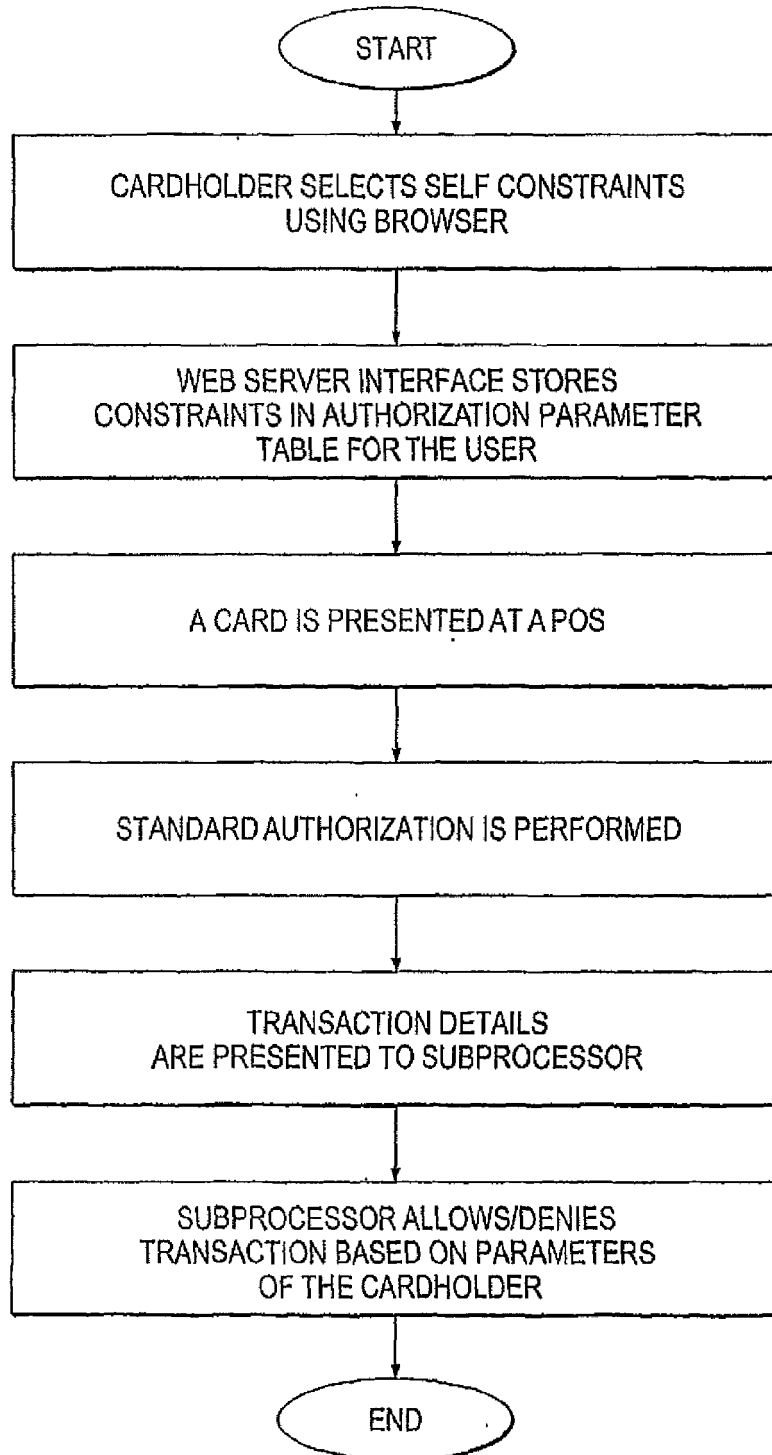 START
CARDHOLDER SELECTS SELF CONSTRAINTS
USING BROWSER
WEB SERVER INTERFACE STORES
CONSTRAINTS IN AUTHORIZATION PARAMETER
TABLE FOR THE USER
A CARD IS PRESENTED AT A POS
STANDARD AUTHORIZATION IS PERFORMED
TRANSACTION DETAILS
ARE PRESENTED TO SUBPROCESSOR
SUBPROCESSOR ALLOWS/DENIES
TRANSACTION BASED ON PARAMETERS
OF THE CARDHOLDER
END